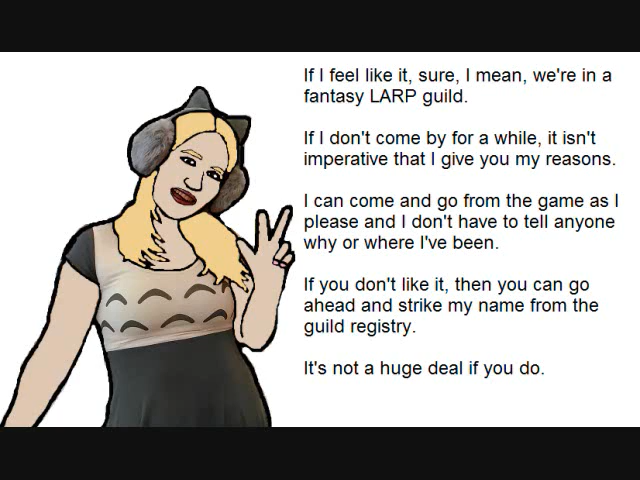 If I feel like it, sure, I mean, we're in a
fantasy LARP guild.
If I don't come by for a while, it isn't
imperative that I give you my reasons.
I can come and go from the game as I
please and I don't have to tell anyone
why or where I've been.
If you don't like it, then you can go
ahead and strike my name from the
guild registry.
It's not a huge deal if you do.